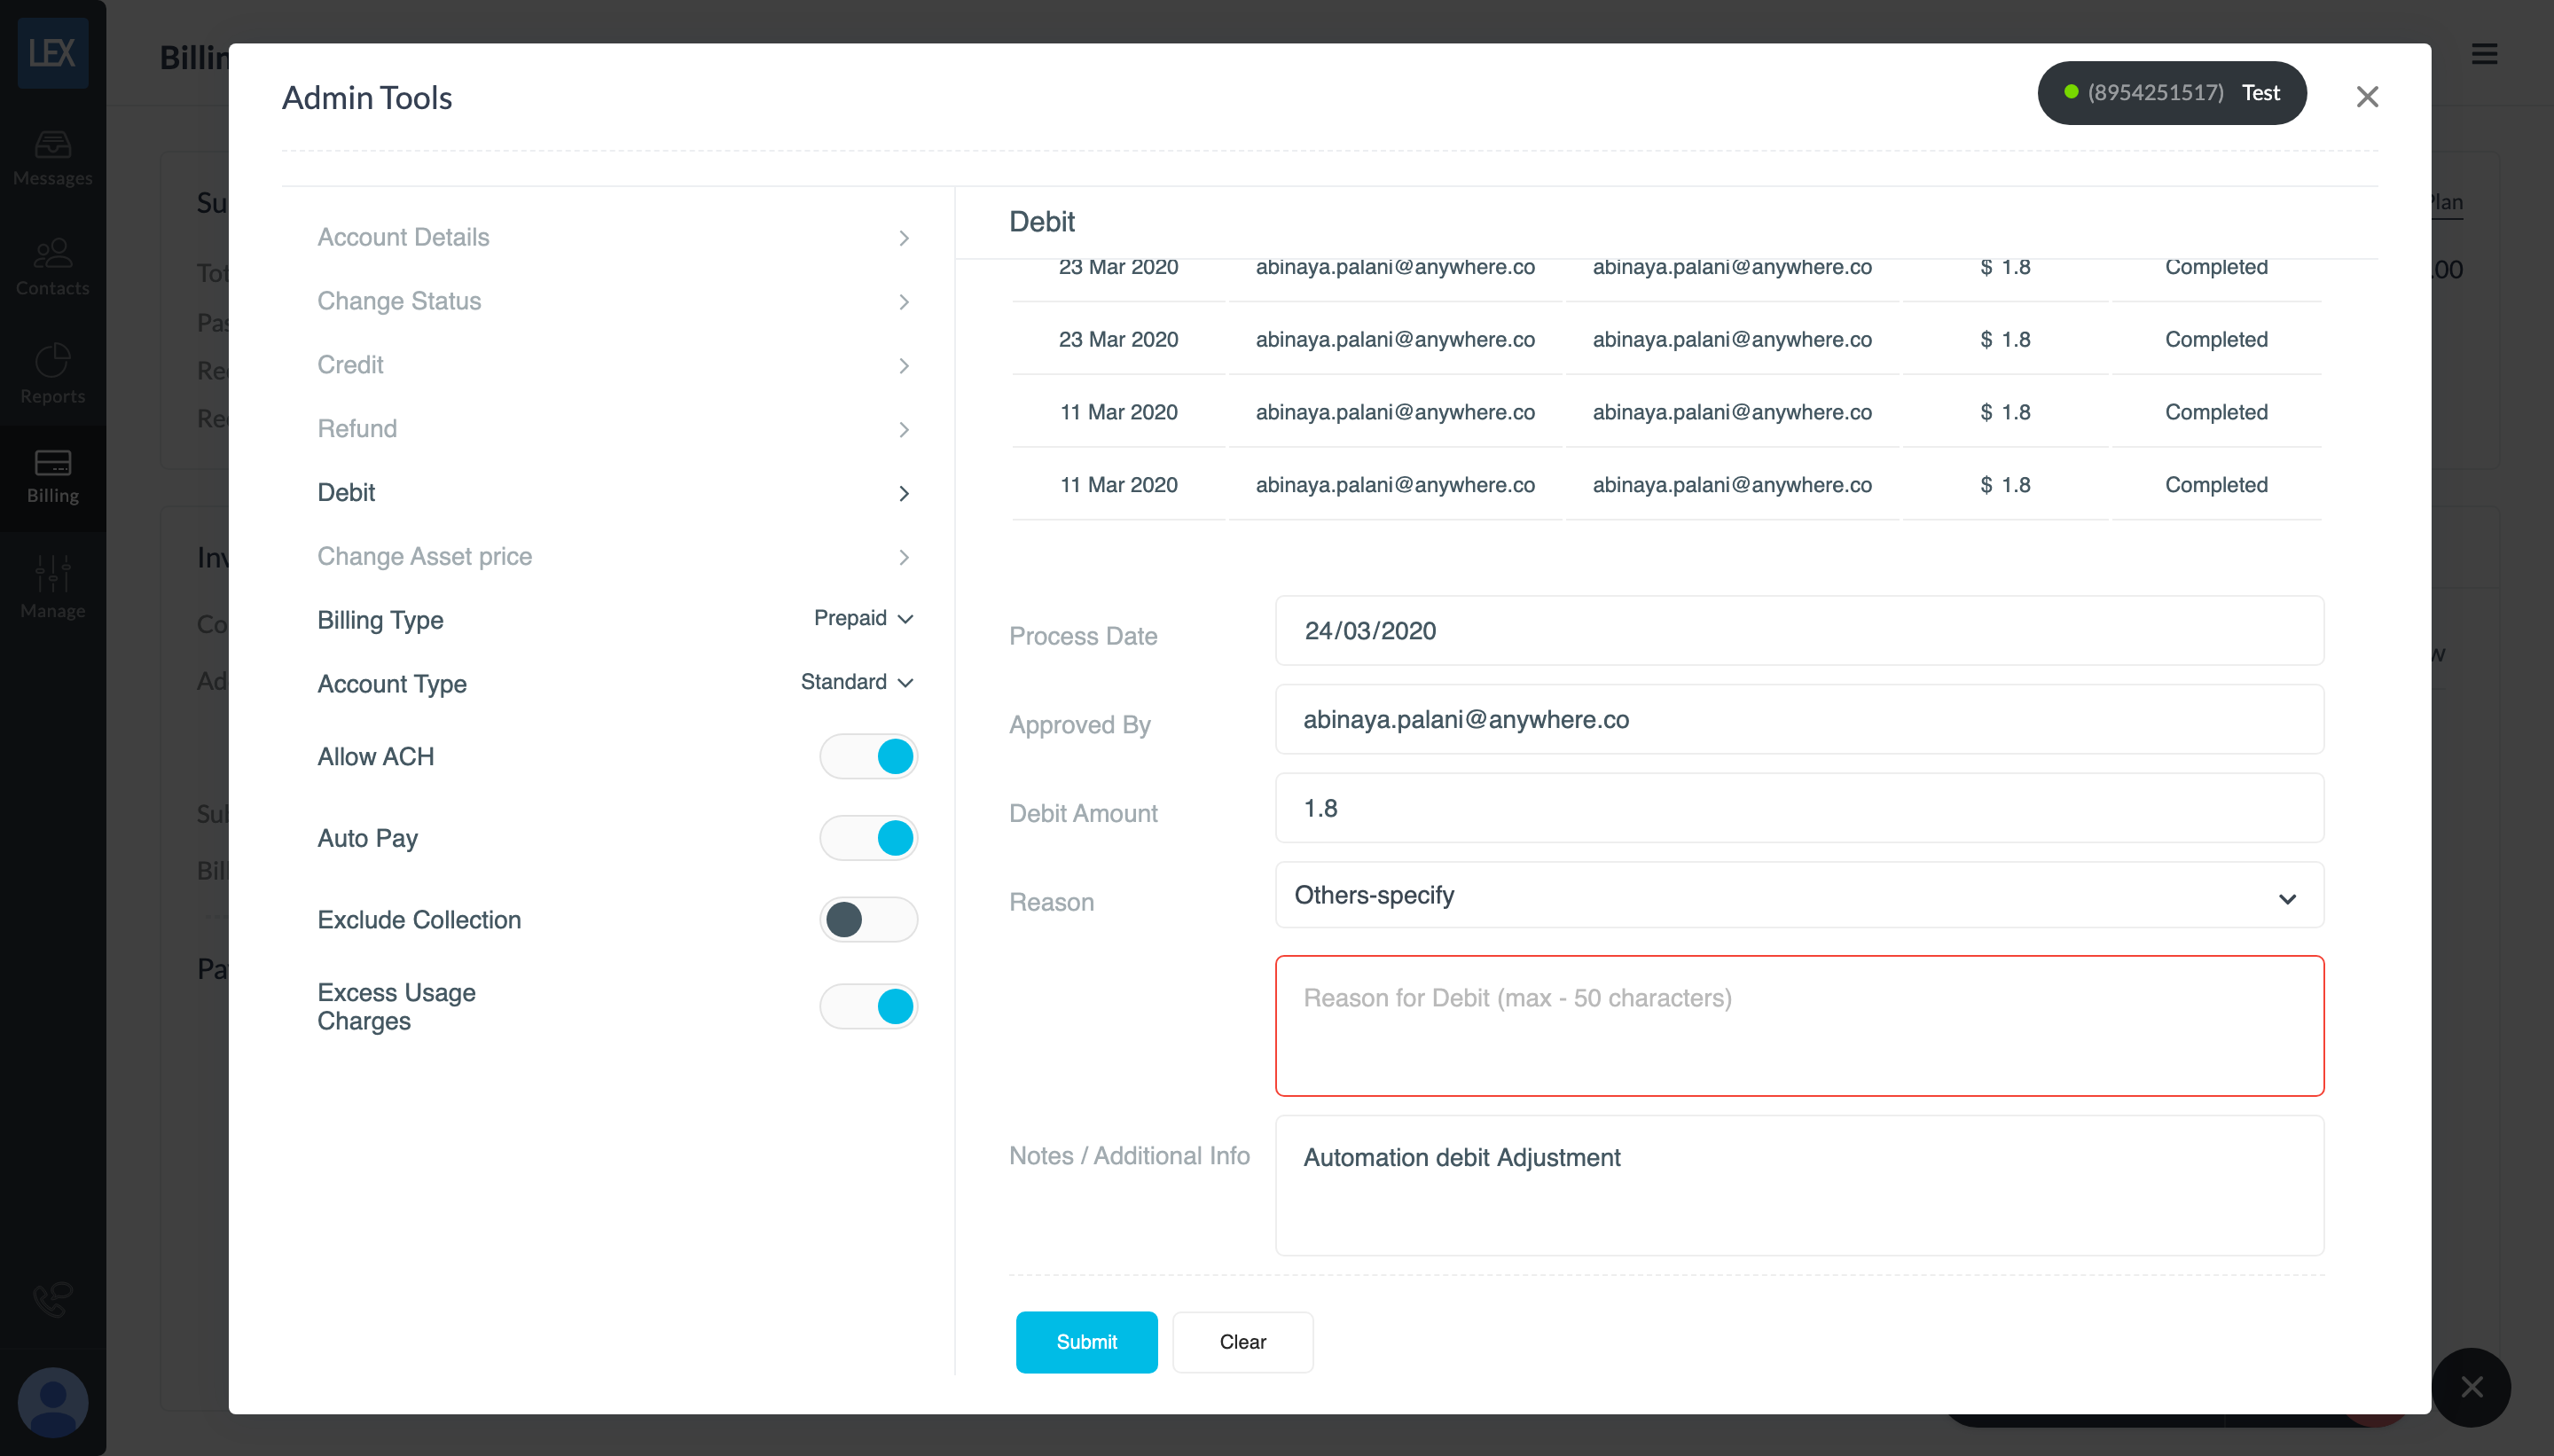 LEX
Messages
Contacts
Reports
Billing
Manage
Billin
Su
Tot
Pas
Re
Re
Inv
Co
Ad
Sul
Bill
Pa
Plan
.00
w
Admin Tools
(8954251517) Test
Account Details
Change Status
Credit
Refund
Debit
Change Asset price
Billing Type Prepaid
Account Type Standard
Allow ACH
Auto Pay
Exclude Collection
Excess Usage
Charges
Debit
23 Mar 2020 abinaya.palani@anywhere.co abinaya.palani@anywhere.co $ 1.8 Completed
23 Mar 2020 abinaya.palani@anywhere.co abinaya.palani@anywhere.co $ 1.8 Completed
11 Mar 2020 abinaya.palani@anywhere.co abinaya.palani@anywhere.co $ 1.8 Completed
11 Mar 2020 abinaya.palani@anywhere.co abinaya.palani@anywhere.co $ 1.8 Completed
Process Date 24/03/2020
Approved By abinaya.palani@anywhere.co
Debit Amount 1.8
Reason Others-specify
Reason for Debit (max - 50 characters)
Notes / Additional Info Automation debit Adjustment
Submit Clear